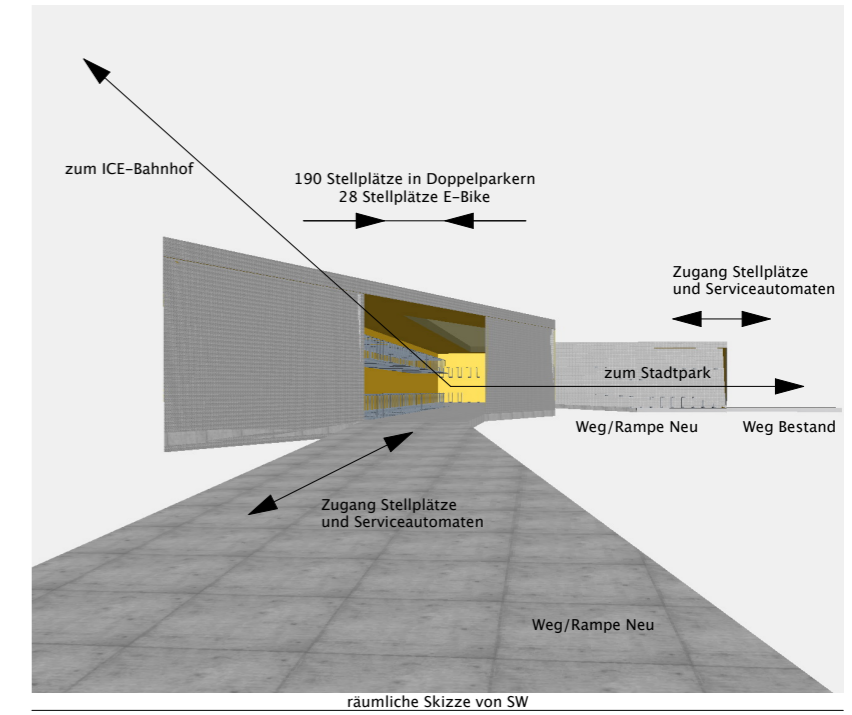 zum ICE-Bahnhof
190 Stellplätze in Doppelparkern
28 Stellplätze E-Bike
Zugang Stellplätze
und Serviceautomaten
zum Stadtpark
Weg/Rampe Neu
Weg Bestand
Zugang Stellplätze
und Serviceautomaten
Weg/Rampe Neu
räumliche Skizze von SW